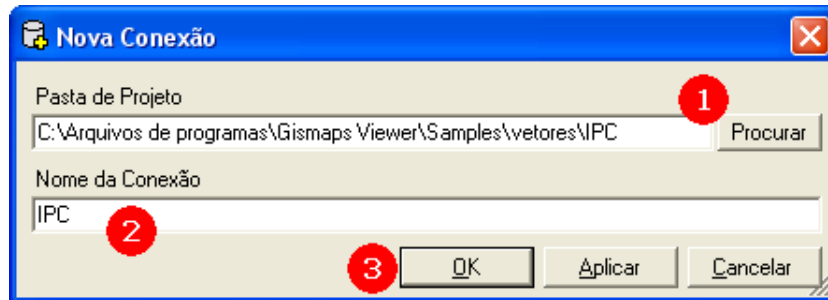 Nova Conexão
Pasta de Projeto
1
C:\Arquivos de programas\Gismaps Viewer\Samples\vetores\IPC Procurar
Nome da Conexão
IPC
2
3 OK Aplicar Cancelar